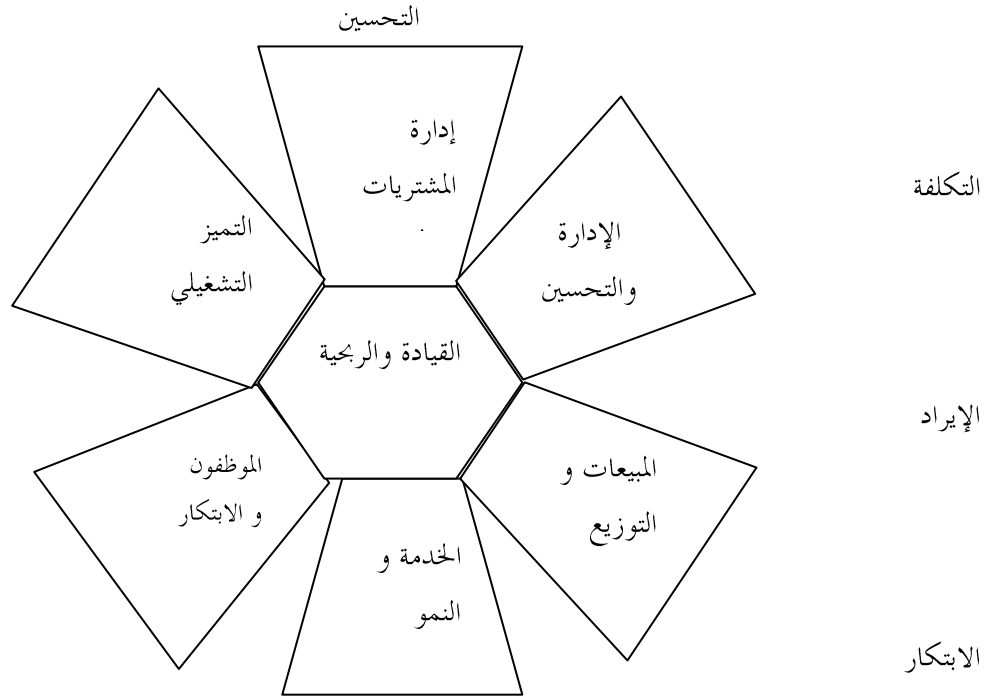 التحسين
إدارة
المشتريات
.
التكلفة
التميز
التشغيلي
الإدارة
والتحسين
القيادة والربحية
الإيراد
الموظفون
و الابتكار
المبيعات و
التوزيع
الخدمة و
النمو
الابتكار